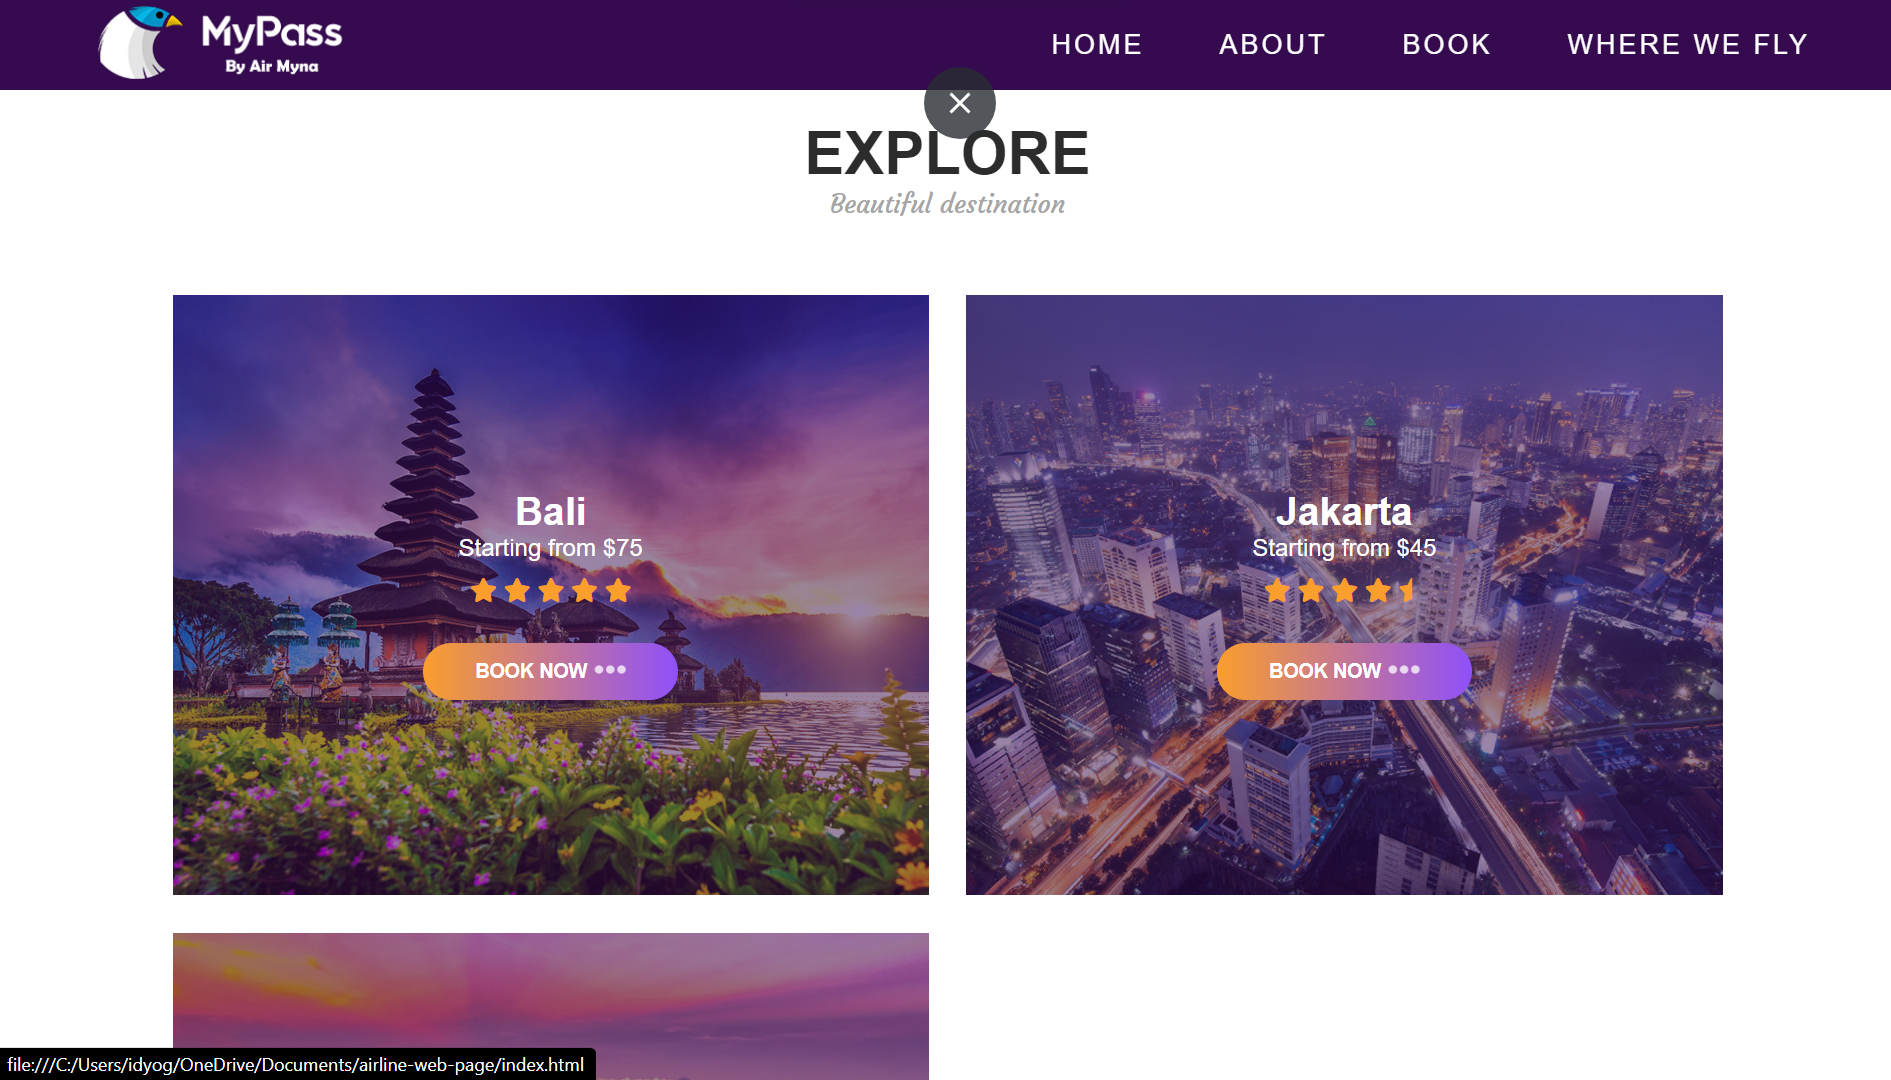 MyPass
By Air Myna
HOME ABOUT BOOK WHERE WE FLY
EXPLORE
Beautiful destination
Bali
Starting from $75
BOOK NOW •••
Jakarta
Starting from $45
BOOK NOW •••
file:///C:/Users/idyog/OneDrive/Documents/airline-web-page/index.html